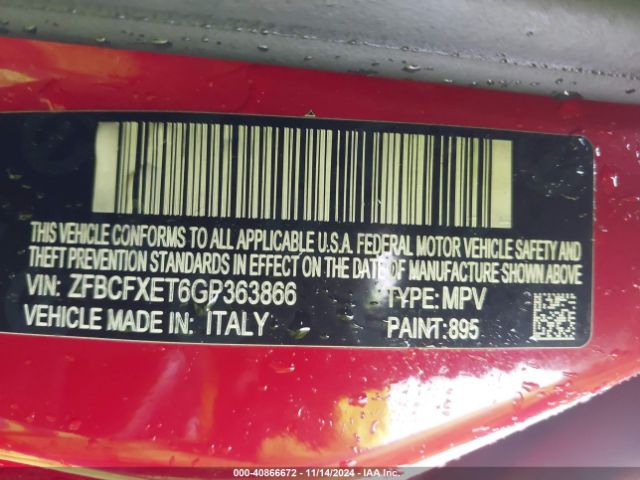 THIS VEHICLE CONFORMS TO ALL APPLICABLE U.S.A. FEDERAL MOTOR VEHICLE SAFETY AND
THEFT PREVENTION STANDARDS IN EFFECT ON THE DATE OF MANUFACTURE SHOWN ABOVE
VIN: ZFBCFXET6GP363866 TYPE: MPV
VEHICLE MADE IN: ITALY PAINT: 895
000-40866672 - 11/14/2024 - IAA Inc.